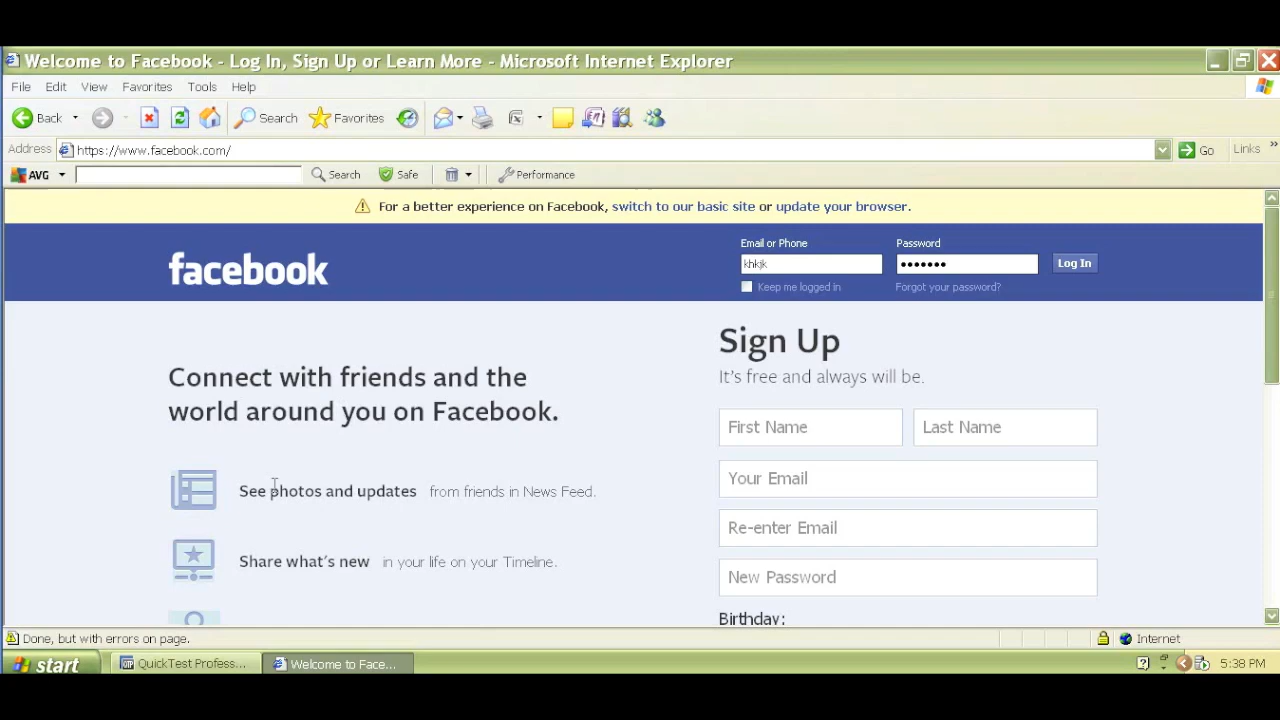 Welcome to Facebook - Log In, Sign Up or Learn More - Microsoft Internet Explorer
File Edit View Favorites Tools Help
Back Search Favorites
Address https://www.facebook.com/ Go Links »
AVG Search Safe Performance
For a better experience on Facebook, switch to our basic site or update your browser.
Email or Phone Password
facebook khkjk ••••••• Log In
Keep me logged in Forgot your password?
Sign Up
It's free and always will be.
Connect with friends and the
world around you on Facebook.
First Name Last Name
Your Email
See photos and updates from friends in News Feed.
Re-enter Email
Share what's new in your life on your Timeline.
New Password
Birthday:
Done, but with errors on page. Internet
start QuickTest Profess... Welcome to Face... 5:38 PM